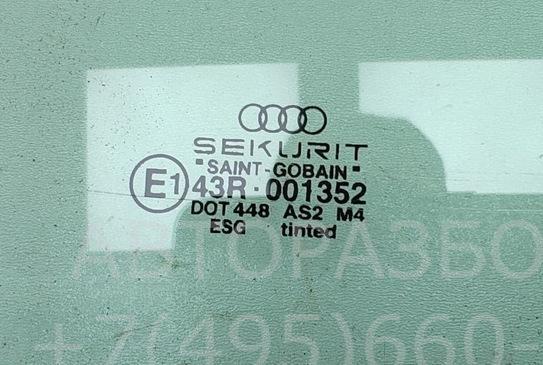 SEKURIT
"SAINT-GOBAIN"
E1 43R·001352
DOT 448 AS2 M4
ESG tinted
АВТОРАЗБО
+7(495)660-